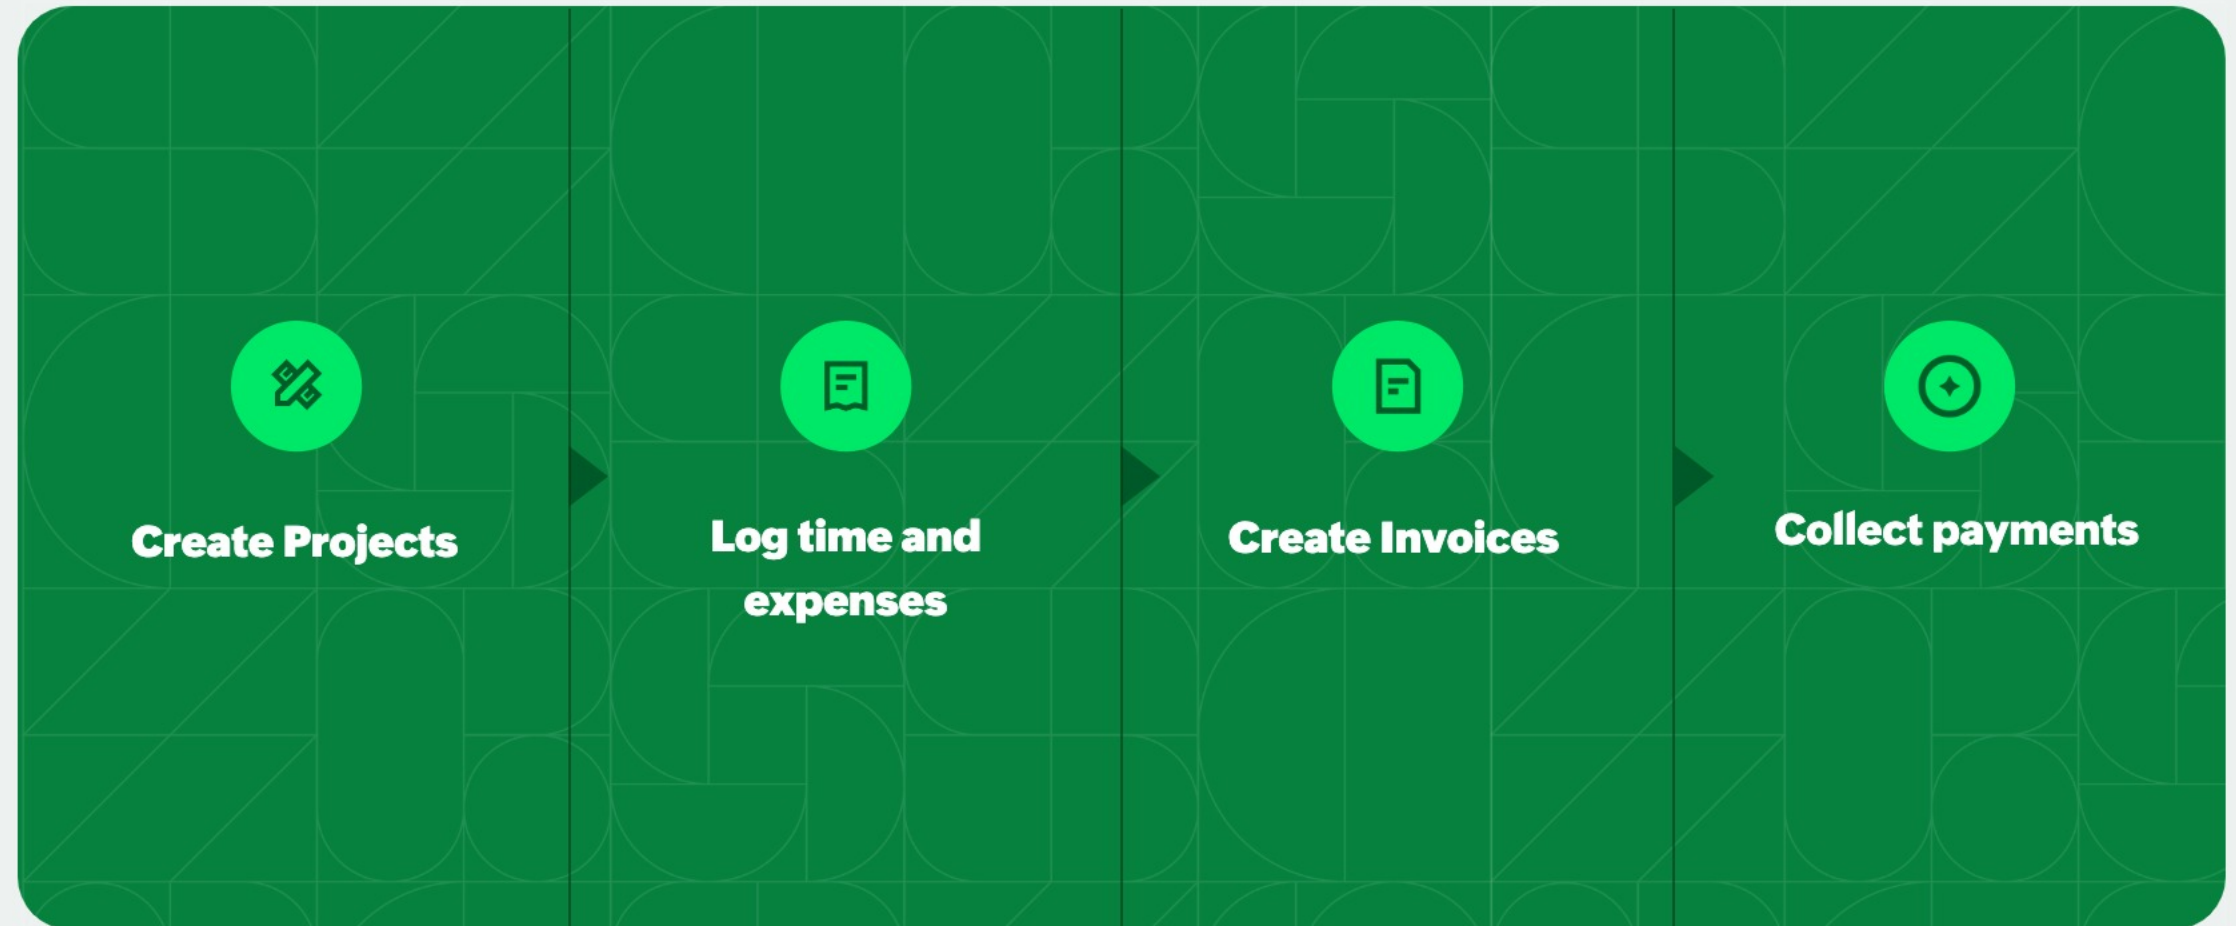 Create Projects
Log time and
expenses
Create Invoices
Collect payments